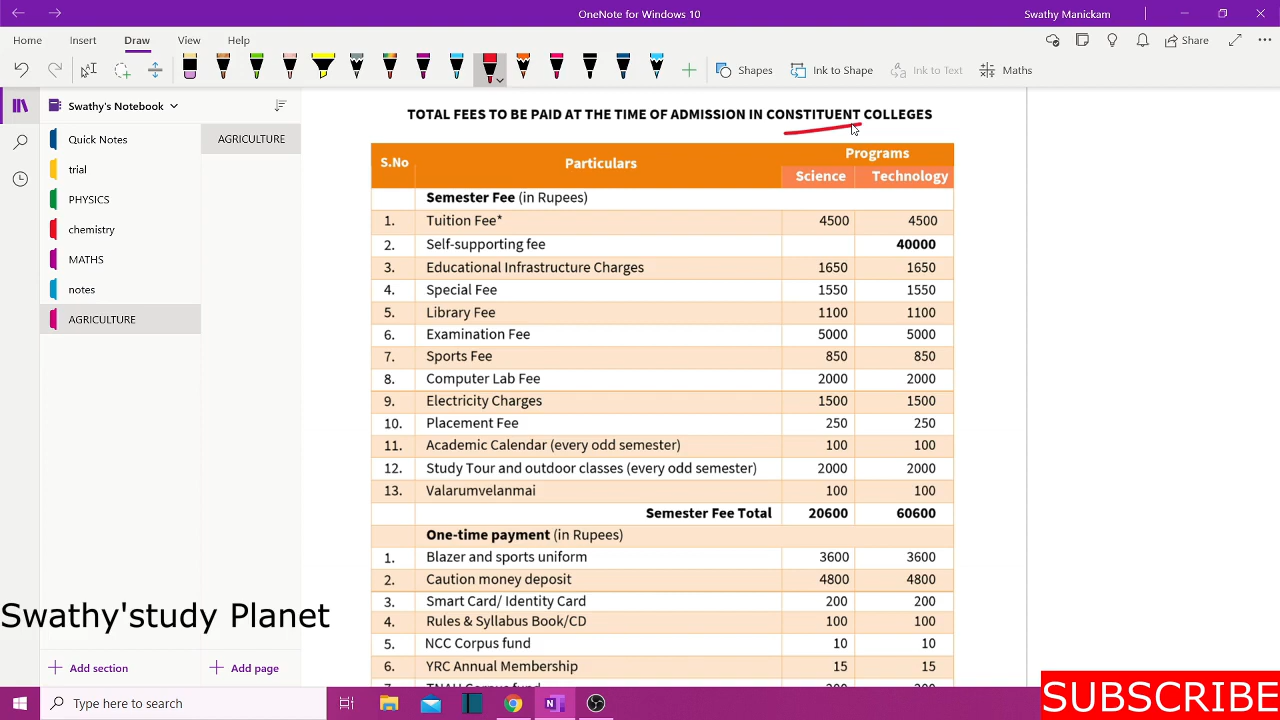 OneNote for Windows 10
Swathy Manickam
Home Insert Draw View Help
Share
Shapes Ink to Shape Ink to Text Maths
Swathy's Notebook
Quick Notes
trial
PHYSICS
chemistry
MATHS
notes
AGRICULTURE
AGRICULTURE
TOTAL FEES TO BE PAID AT THE TIME OF ADMISSION IN CONSTITUENT COLLEGES
S.No Particulars Programs
Science Technology
Semester Fee (in Rupees)
1. Tuition Fee* 4500 4500
2. Self-supporting fee 40000
3. Educational Infrastructure Charges 1650 1650
4. Special Fee 1550 1550
5. Library Fee 1100 1100
6. Examination Fee 5000 5000
7. Sports Fee 850 850
8. Computer Lab Fee 2000 2000
9. Electricity Charges 1500 1500
10. Placement Fee 250 250
11. Academic Calendar (every odd semester) 100 100
12. Study Tour and outdoor classes (every odd semester) 2000 2000
13. Valarumvelanmai 100 100
Semester Fee Total 20600 60600
One-time payment (in Rupees)
1. Blazer and sports uniform 3600 3600
2. Caution money deposit 4800 4800
3. Smart Card/ Identity Card 200 200
4. Rules & Syllabus Book/CD 100 100
5. NCC Corpus fund 10 10
6. YRC Annual Membership 15 15
Swathy'study Planet
Add section Add page
Type here to search
SUBSCRIBE